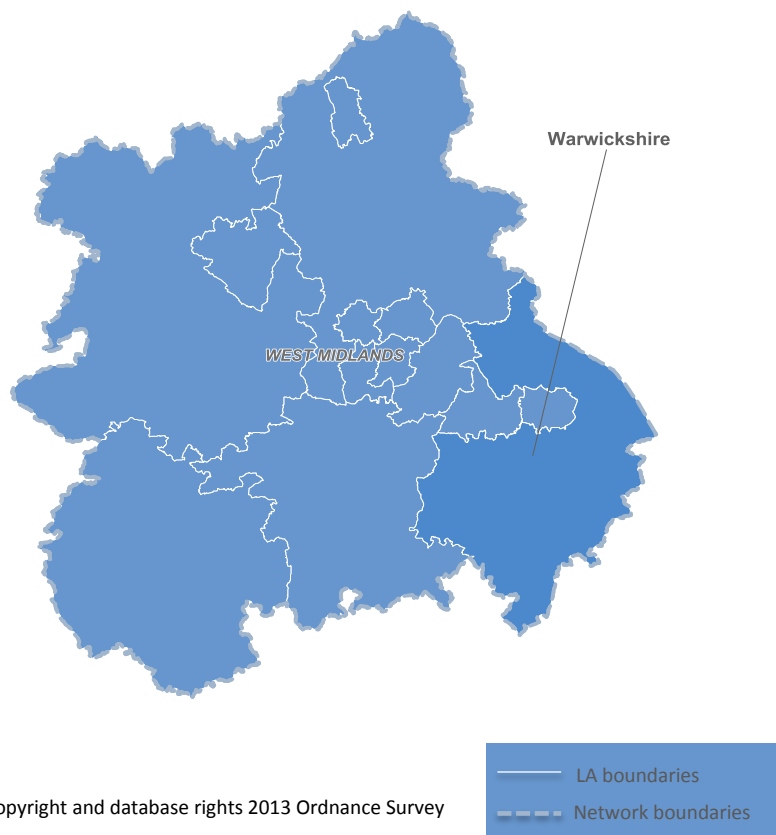 Warwickshire
WEST MIDLANDS
LA boundaries
Network boundaries
opyright and database rights 2013 Ordnance Survey